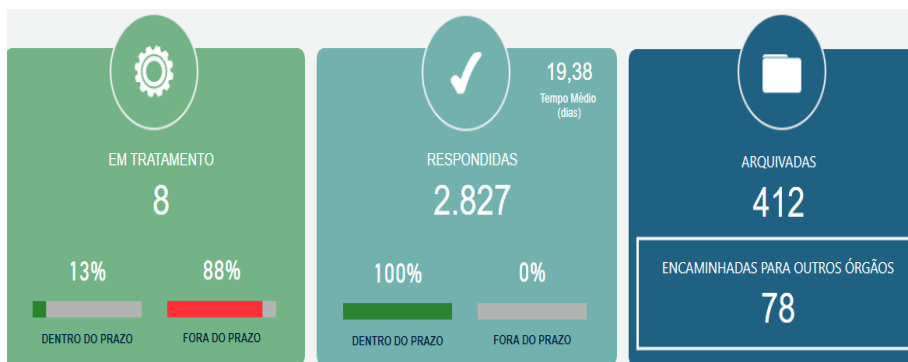 EM TRATAMENTO
8
13%
88%
DENTRO DO PRAZO
FORA DO PRAZO
19,38
Tempo Médio
(dias)
RESPONDIDAS
2.827
100%
0%
DENTRO DO PRAZO
FORA DO PRAZO
ARQUIVADAS
412
ENCAMINHADAS PARA OUTROS ÓRGÃOS
78